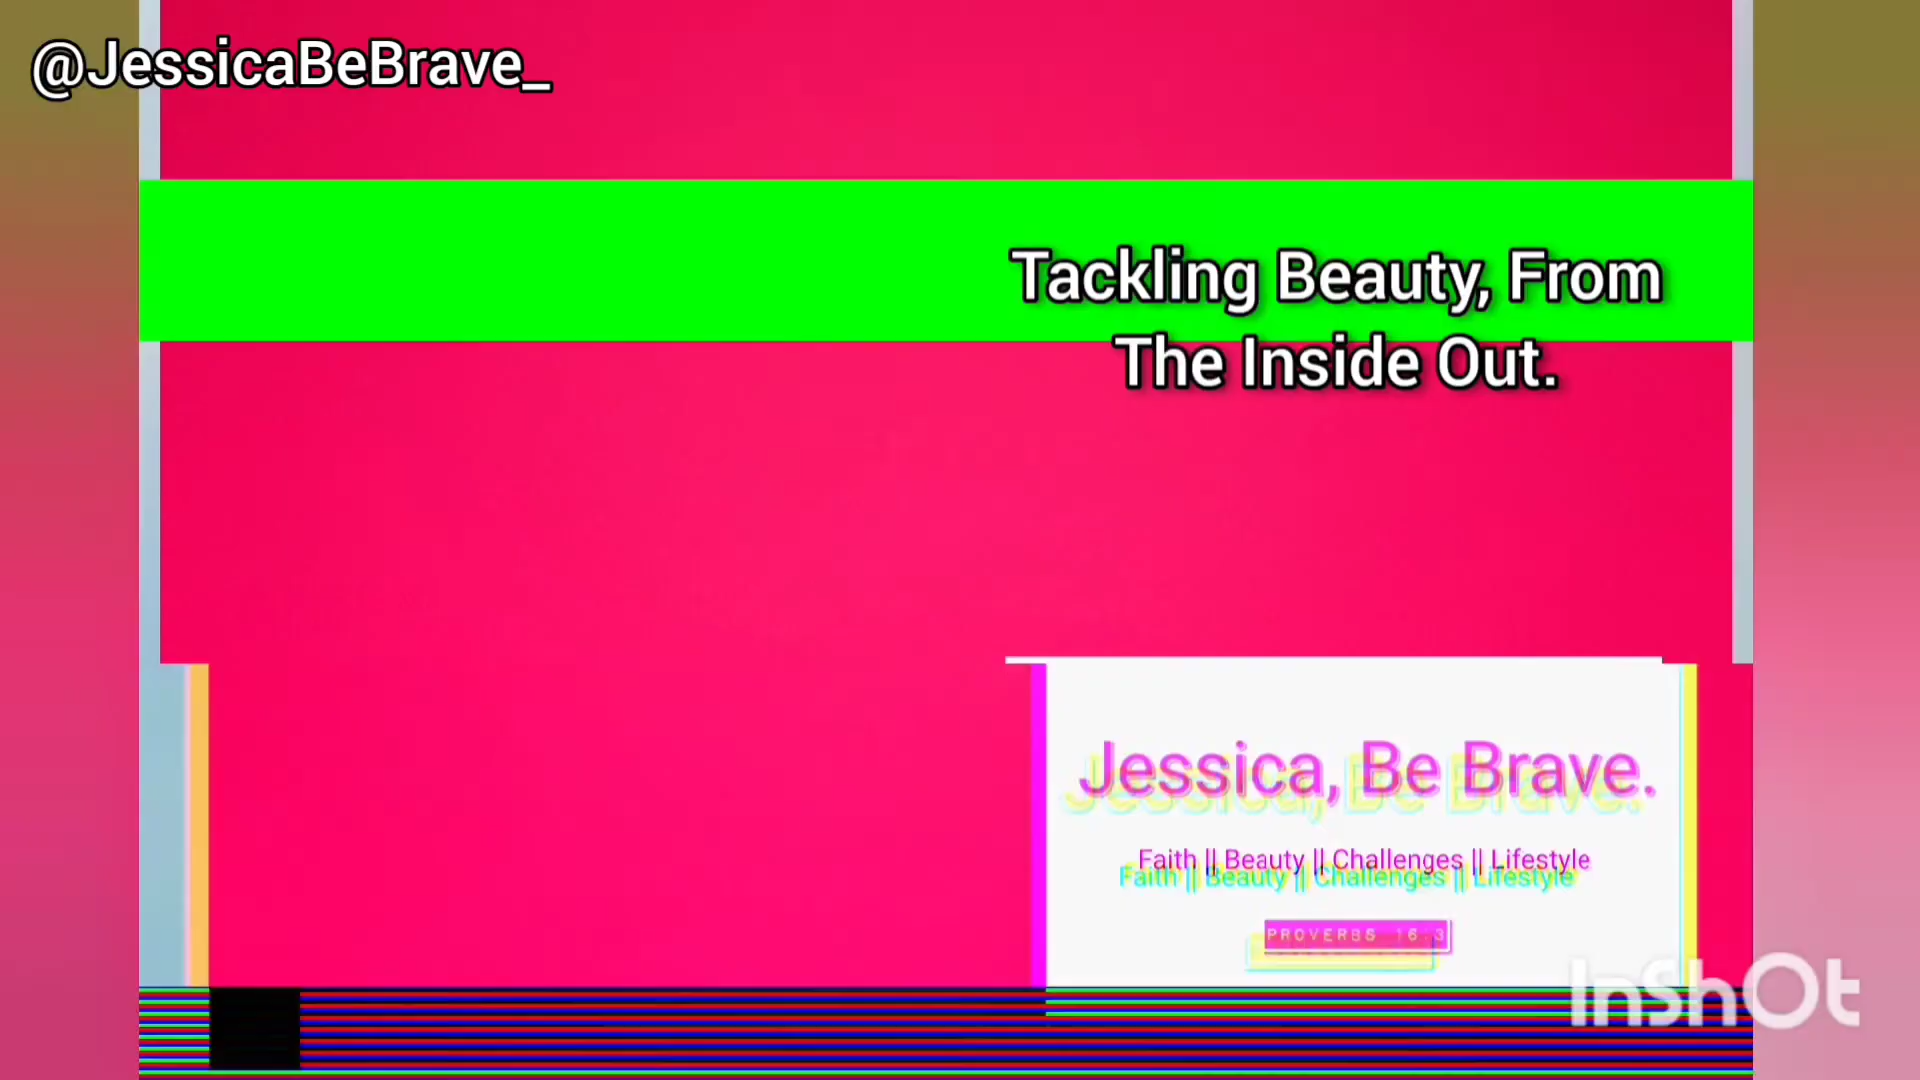 @JessicaBeBrave_
Tackling Beauty, From
The Inside Out.
Jessica, Be Brave.
Faith || Beauty || Challenges || Lifestyle
PROVERBS 16:3
InShOt